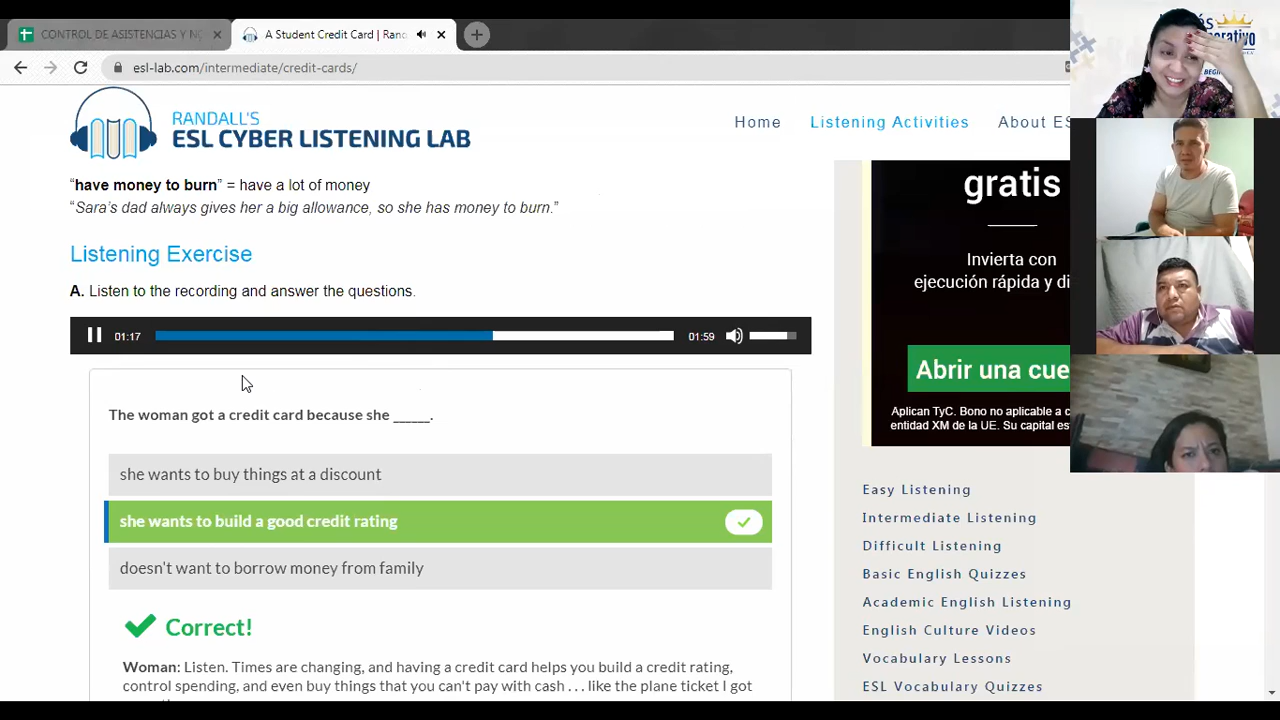 CONTROL DE ASISTENCIAS Y NO
A Student Credit Card | Rand
esl-lab.com/intermediate/credit-cards/
RANDALL'S
ESL CYBER LISTENING LAB
Home
Listening Activities
About ES
"have money to burn" = have a lot of money
"Sara's dad always gives her a big allowance, so she has money to burn."
Listening Exercise
A. Listen to the recording and answer the questions.
01:17
01:59
The woman got a credit card because she ______.
she wants to buy things at a discount
she wants to build a good credit rating
doesn't want to borrow money from family
Correct!
Woman: Listen. Times are changing, and having a credit card helps you build a credit rating,
control spending, and even buy things that you can't pay with cash . . . like the plane ticket I got
gratis
Invierta con
ejecución rápida y di
Abrir una cue
Aplican TyC. Bono no aplicable a c
entidad XM de la UE. Su capital est
Easy Listening
Intermediate Listening
Difficult Listening
Basic English Quizzes
Academic English Listening
English Culture Videos
Vocabulary Lessons
ESL Vocabulary Quizzes